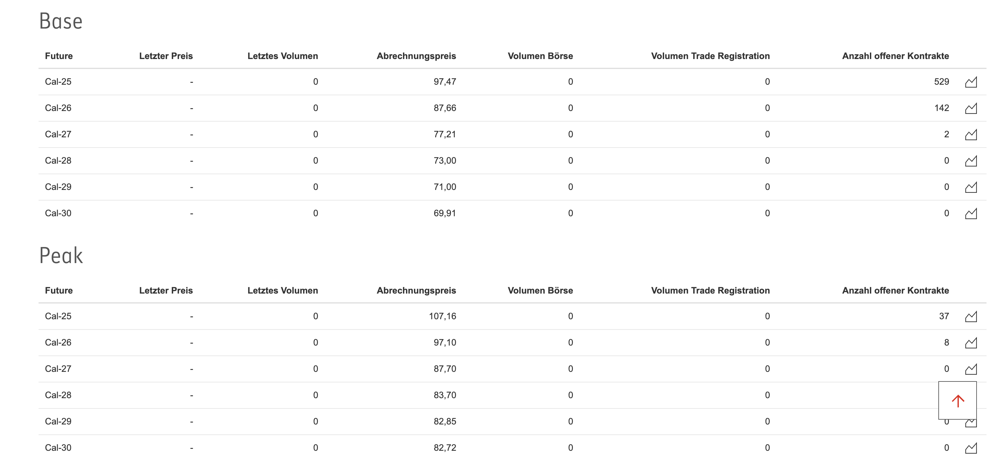 Base
Future Letzter Preis Letztes Volumen Abrechnungspreis Volumen Börse Volumen Trade Registration Anzahl offener Kontrakte
Cal-25 - 0 97,47 0 0 529
Cal-26 - 0 87,66 0 0 142
Cal-27 - 0 77,21 0 0 2
Cal-28 - 0 73,00 0 0 0
Cal-29 - 0 71,00 0 0 0
Cal-30 - 0 69,91 0 0 0
Peak
Future Letzter Preis Letztes Volumen Abrechnungspreis Volumen Börse Volumen Trade Registration Anzahl offener Kontrakte
Cal-25 - 0 107,16 0 0 37
Cal-26 - 0 97,10 0 0 8
Cal-27 - 0 87,70 0 0 0
Cal-28 - 0 83,70 0 0
Cal-29 - 0 82,85 0 0 0
Cal-30 - 0 82,72 0 0 0